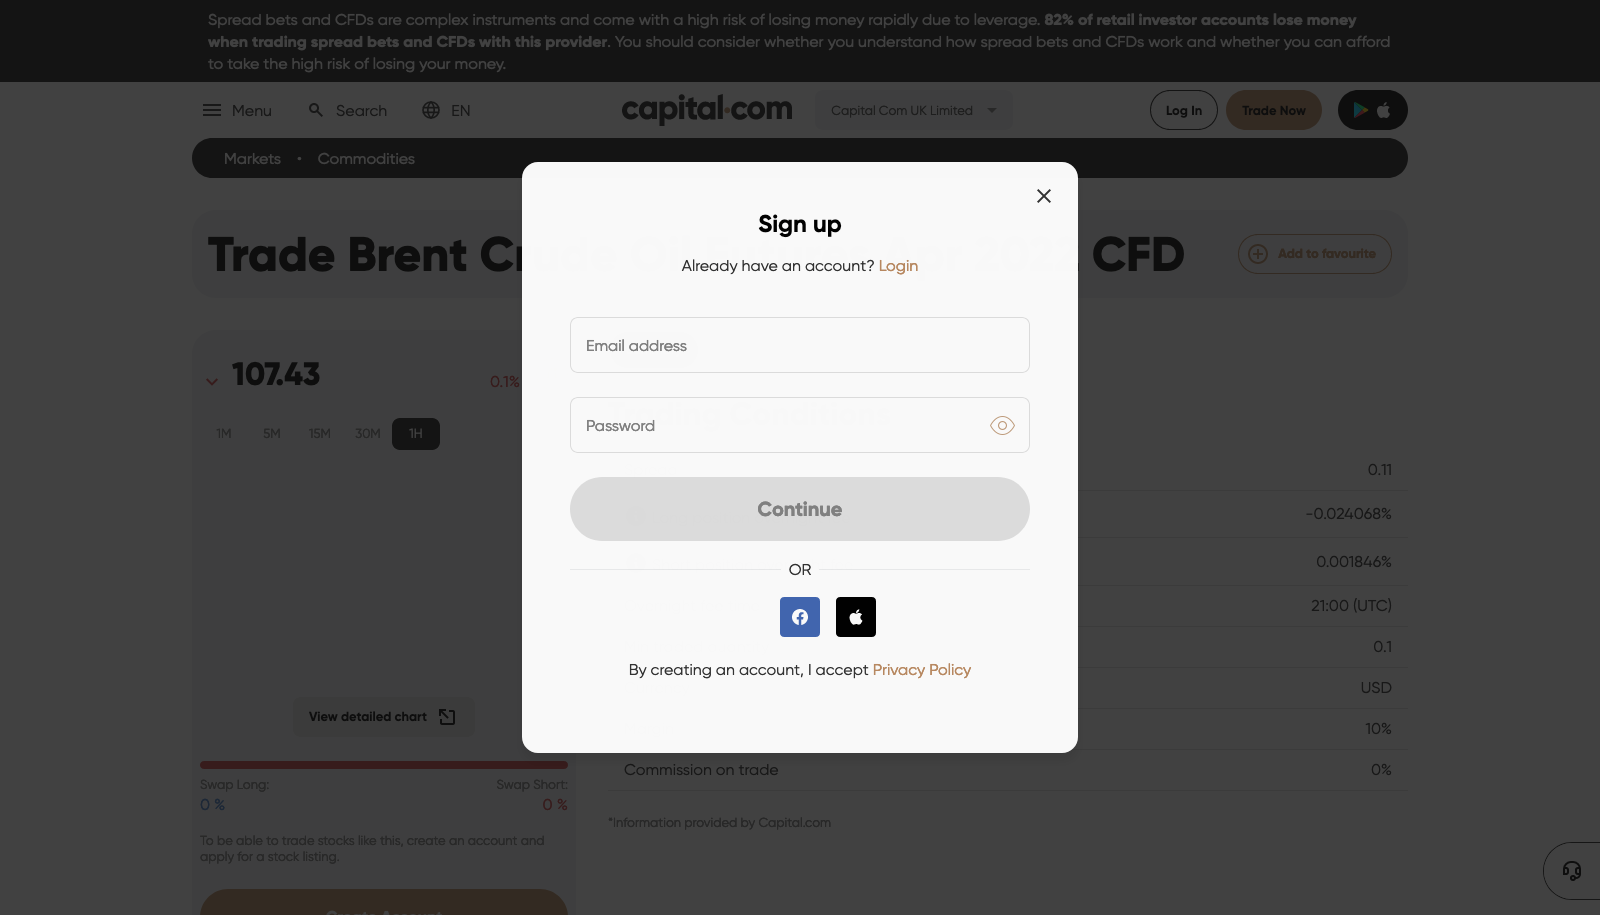 Spread bets and CFDs are complex instruments and come with a high risk of losing money rapidly due to leverage. 82% of retail investor accounts lose money
when trading spread bets and CFDs with this provider. You should consider whether you understand how spread bets and CFDs work and whether you can afford
to take the high risk of losing your money.
Menu
Search
EN
capital.com
Capital Com UK Limited
Log In
Trade Now
Markets • Commodities
Trade Brent
CFD
Add to favourite
107.43
0.1%
1M
5M
15M
30M
1H
View detailed chart
Swap Long:
Swap Short:
0 %
0 %
To be able to trade stocks like this, create an account and
apply for a stock listing.
Create Account
Sign up
Already have an account? Login
Email address
Password
Continue
OR
By creating an account, I accept Privacy Policy
0.11
-0.024068%
0.001846%
21:00 (UTC)
0.1
USD
10%
Commission on trade
0%
*Information provided by Capital.com